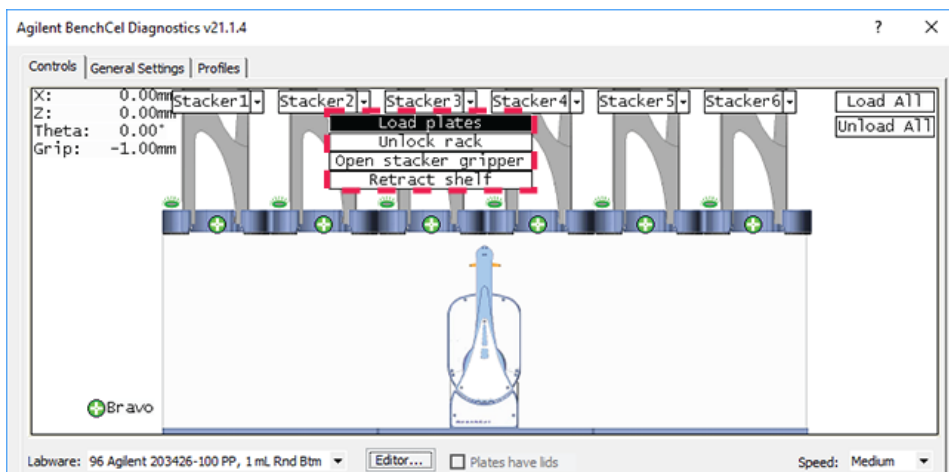 Agilent BenchCel Diagnostics v21.1.4
Controls General Settings Profiles
X: 0.00mm Stacker1 Stacker2 Stacker3 Stacker4 Stacker5 Stacker6 Load All
Z: 0.00mm
Theta: 0.00° Load plates Unload All
Grip: -1.00mm Unlock rack
Open stacker gripper
Retract shelf
Bravo
Labware: 96 Agilent 203426-100 PP, 1 mL Rnd Btm Editor... Plates have lids Speed: Medium